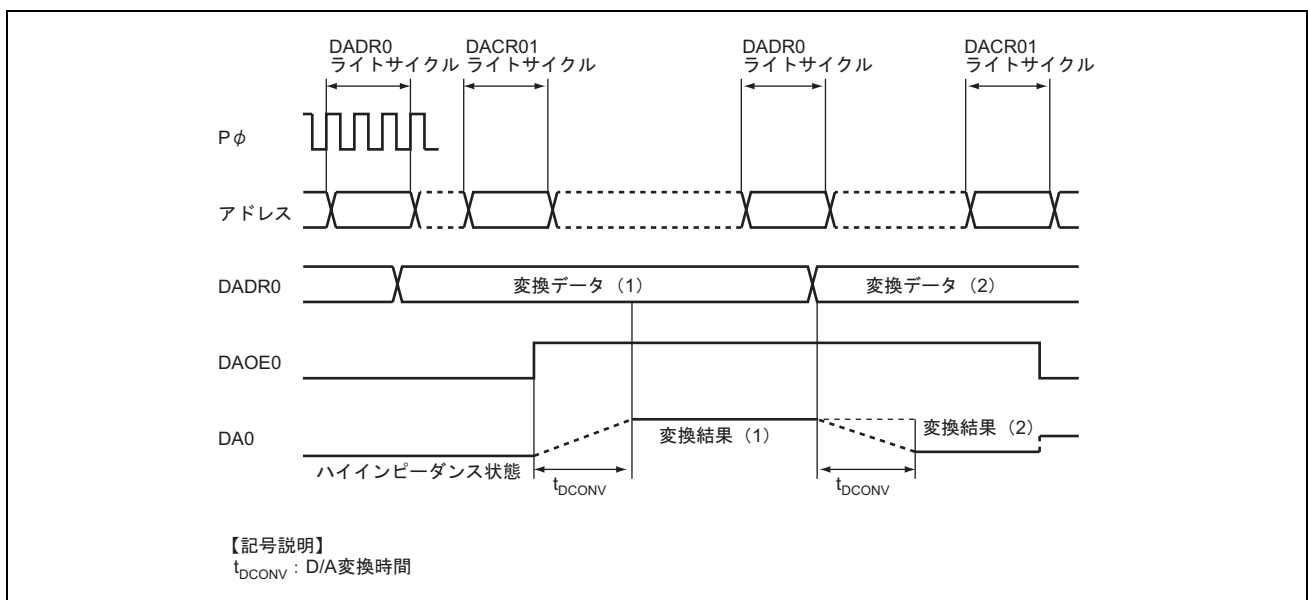 DADR0
ライトサイクル
DACR01
ライトサイクル
DADR0
ライトサイクル
DACR01
ライトサイクル
Pφ
アドレス
DADR0
変換データ（1）
変換データ（2）
DAOE0
DA0
変換結果（1）
変換結果（2）
ハイインピーダンス状態
tDCONV
tDCONV
【記号説明】
tDCONV：D/A変換時間